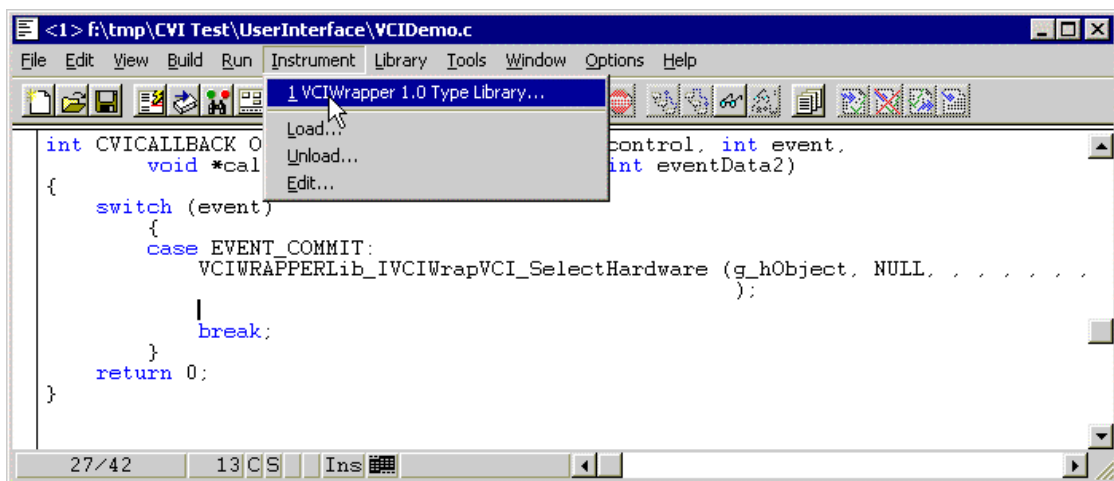 <1> f:\tmp\CVI Test\UserInterface\VCIDemo.c
File Edit View Build Run Instrument Library Tools Window Options Help
1 VCIWrapper 1.0 Type Library...
Load...
Unload...
Edit...
int CVICALLBACK O control, int event,
void *cal int eventData2)
{
switch (event)
{
case EVENT_COMMIT:
VCIWRAPPERLib_IVCIWrapVCI_SelectHardware (g_hObject, NULL, , , , , , ,
);
break;
}
return 0;
}
27/42 13 C S Ins